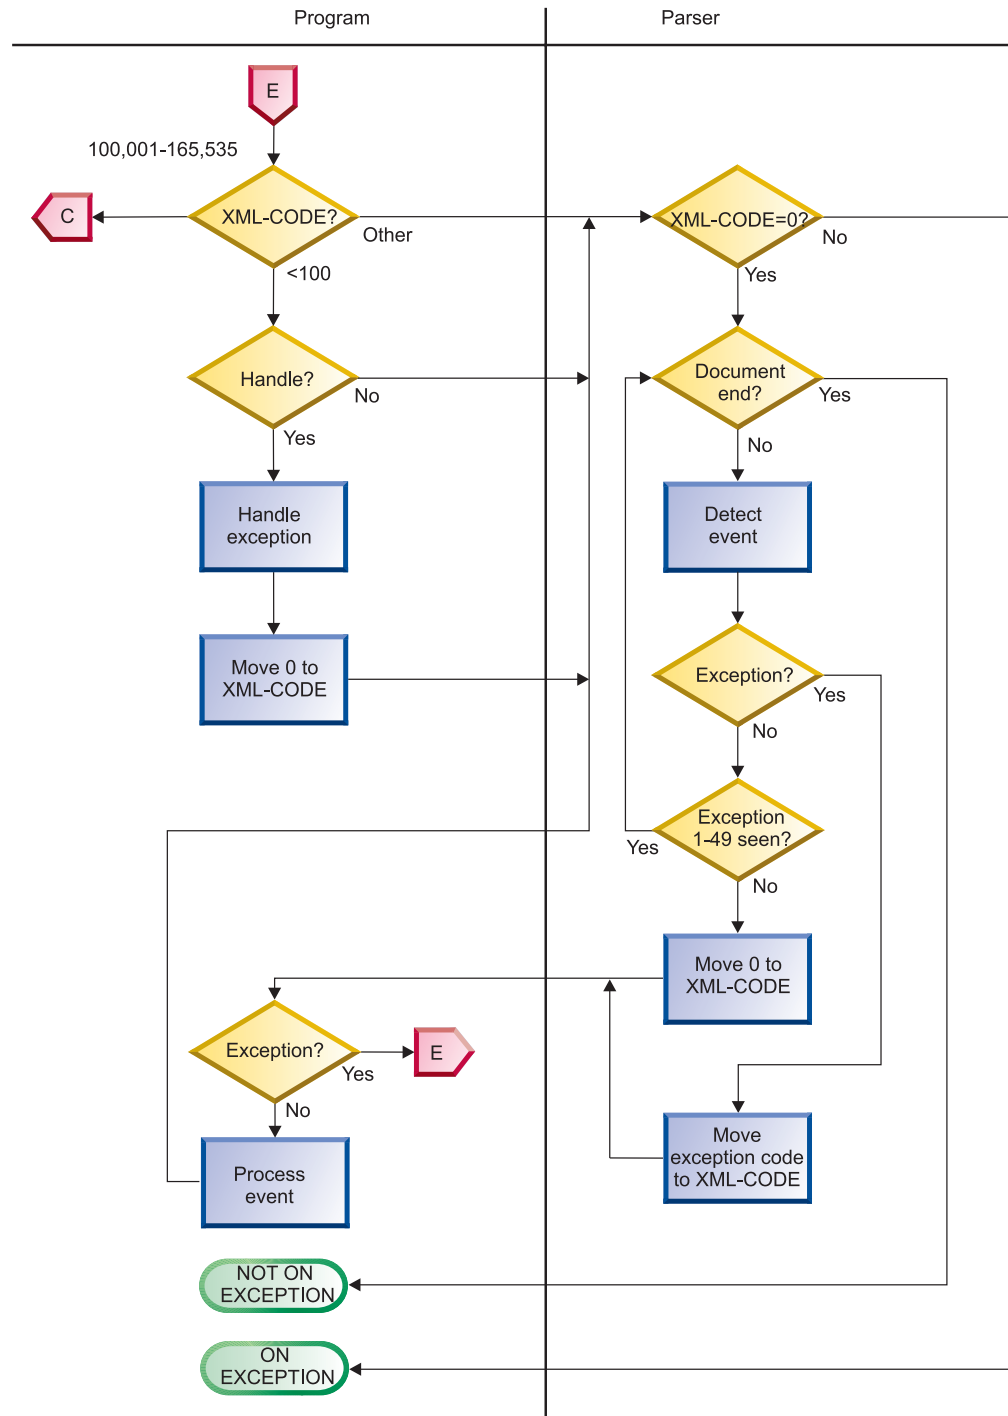 Program
Parser
E
100,001-165,535
C
XML-CODE?
Other
<100
XML-CODE=0?
No
Yes
Handle?
No
Yes
Document
end?
Yes
No
Handle
exception
Detect
event
Move 0 to
XML-CODE
Exception?
Yes
No
Exception
1-49 seen?
Yes
No
Move 0 to
XML-CODE
Exception?
Yes
No
E
Process
event
Move
exception code
to XML-CODE
NOT ON
EXCEPTION
ON
EXCEPTION